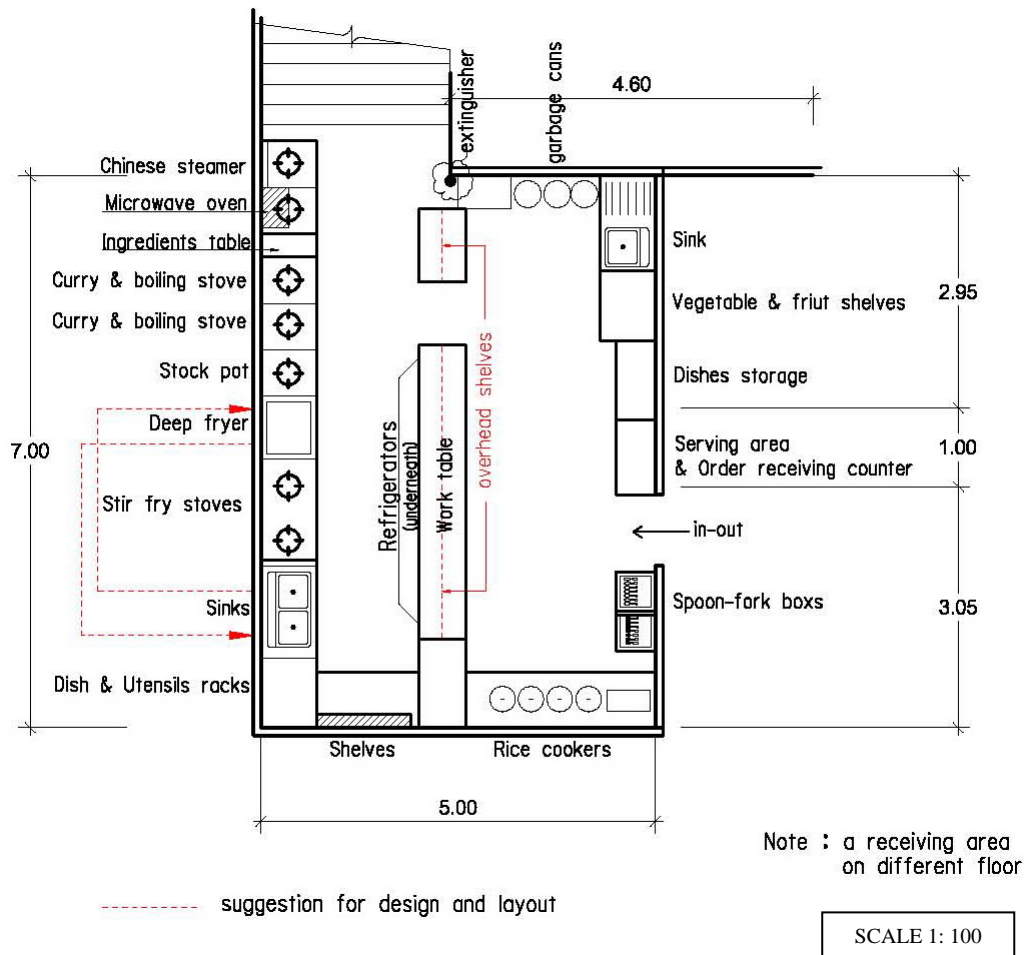 extinguisher
garbage cans
4.60
Chinese steamer
Microwave oven
Ingredients table
Curry & boiling stove
Curry & boiling stove
Stock pot
Deep fryer
7.00
Stir fry stoves
Sinks
Dish & Utensils racks
Refrigerators
(underneath)
Work table
overhead shelves
Sink
Vegetable & friut shelves
2.95
Dishes storage
Serving area
& Order receiving counter
1.00
in-out
Spoon-fork boxs
3.05
Shelves
Rice cookers
5.00
Note : a receiving area
on different floor
suggestion for design and layout
SCALE 1: 100